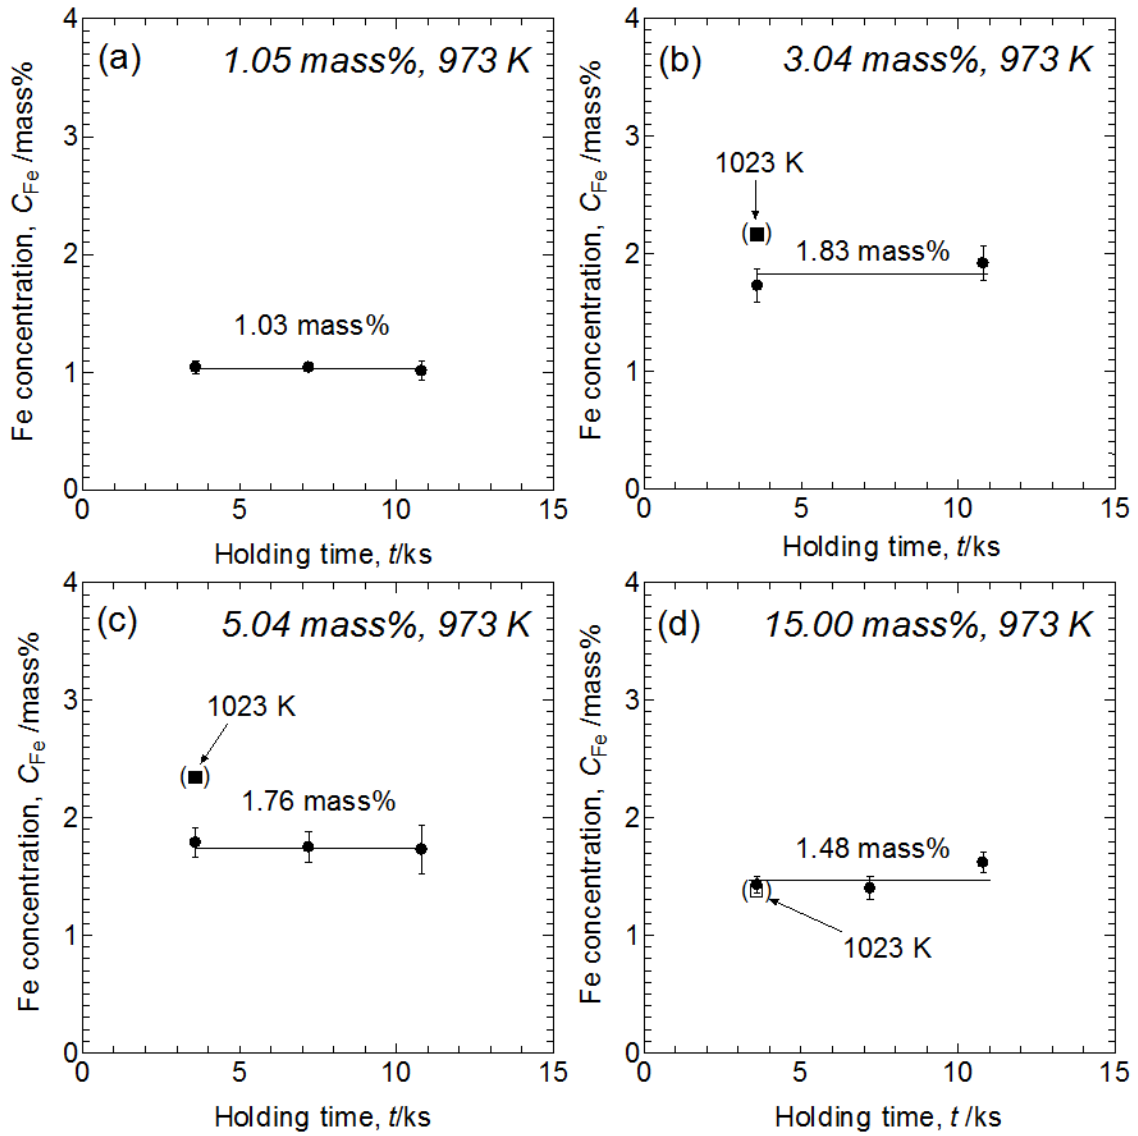 (a) 1.05 mass%, 973 K
4
3
2
1
0
Fe concentration, C_Fe /mass%
1.03 mass%
0 5 10 15
Holding time, t/ks
(b) 3.04 mass%, 973 K
4
3
2
1
0
Fe concentration, C_Fe /mass%
1023 K
( )
1.83 mass%
0 5 10 15
Holding time, t/ks
(c) 5.04 mass%, 973 K
4
3
2
1
0
Fe concentration, C_Fe /mass%
1023 K
( )
1.76 mass%
0 5 10 15
Holding time, t/ks
(d) 15.00 mass%, 973 K
4
3
2
1
0
Fe concentration, C_Fe /mass%
1.48 mass%
( )
1023 K
0 5 10 15
Holding time, t /ks